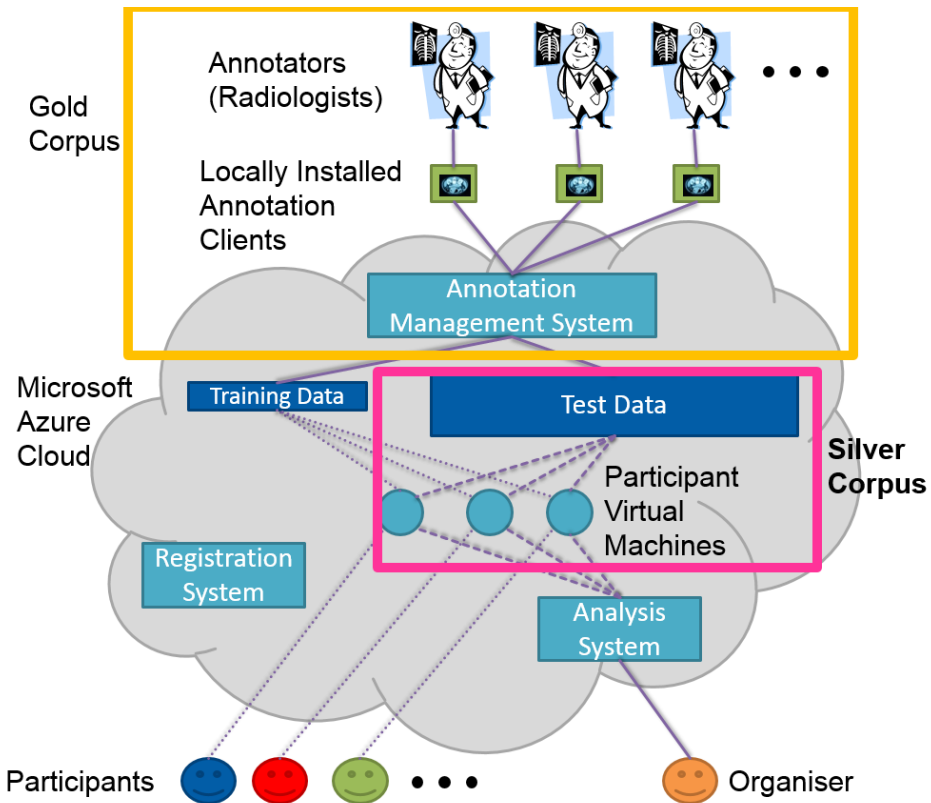 Annotators
(Radiologists)
Gold
Corpus
Locally Installed
Annotation
Clients
Annotation
Management System
Microsoft
Azure
Cloud
Training Data
Test Data
Silver
Corpus
Participant
Virtual
Machines
Registration
System
Analysis
System
Participants
Organiser